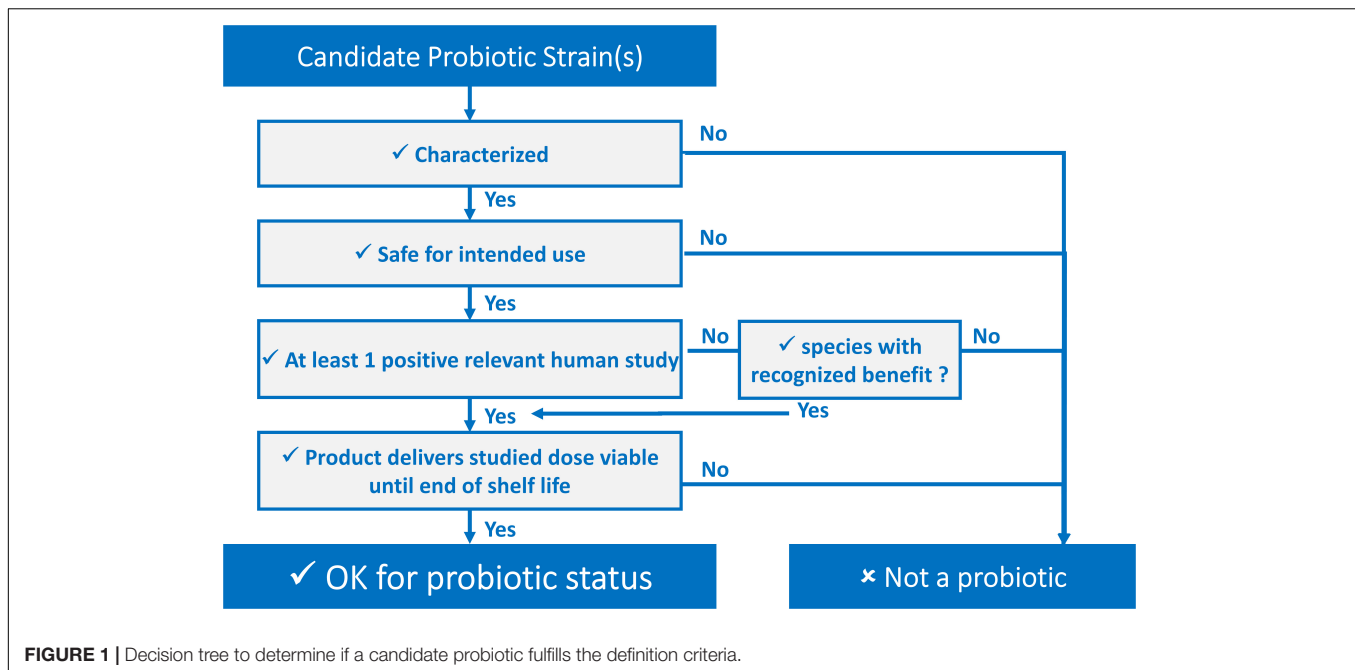 Candidate Probiotic Strain(s)
No
✓ Characterized
Yes
No
✓ Safe for intended use
Yes
No
No
✓ At least 1 positive relevant human study
✓ species with
recognized benefit ?
Yes
Yes
✓ Product delivers studied dose viable
until end of shelf life
No
Yes
✓ OK for probiotic status
✗ Not a probiotic
FIGURE 1 | Decision tree to determine if a candidate probiotic fulfills the definition criteria.